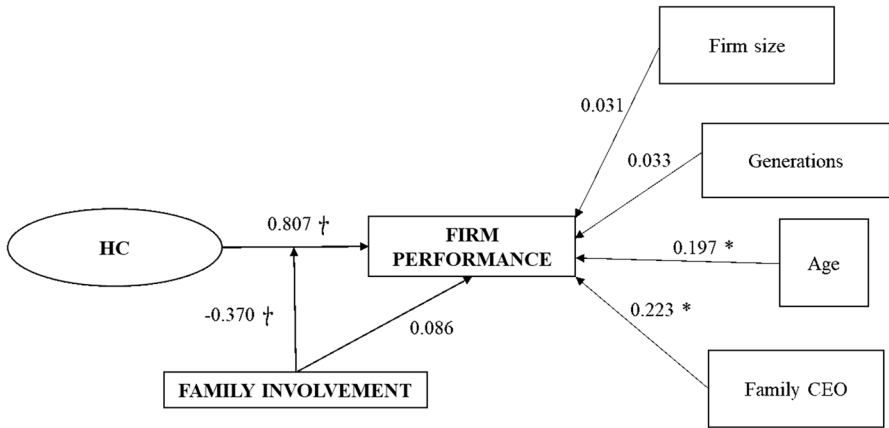 Firm size
0.031
0.033
Generations
0.807 †
HC
FIRM
PERFORMANCE
0.197 *
Age
-0.370 †
0.086
0.223 *
FAMILY INVOLVEMENT
Family CEO